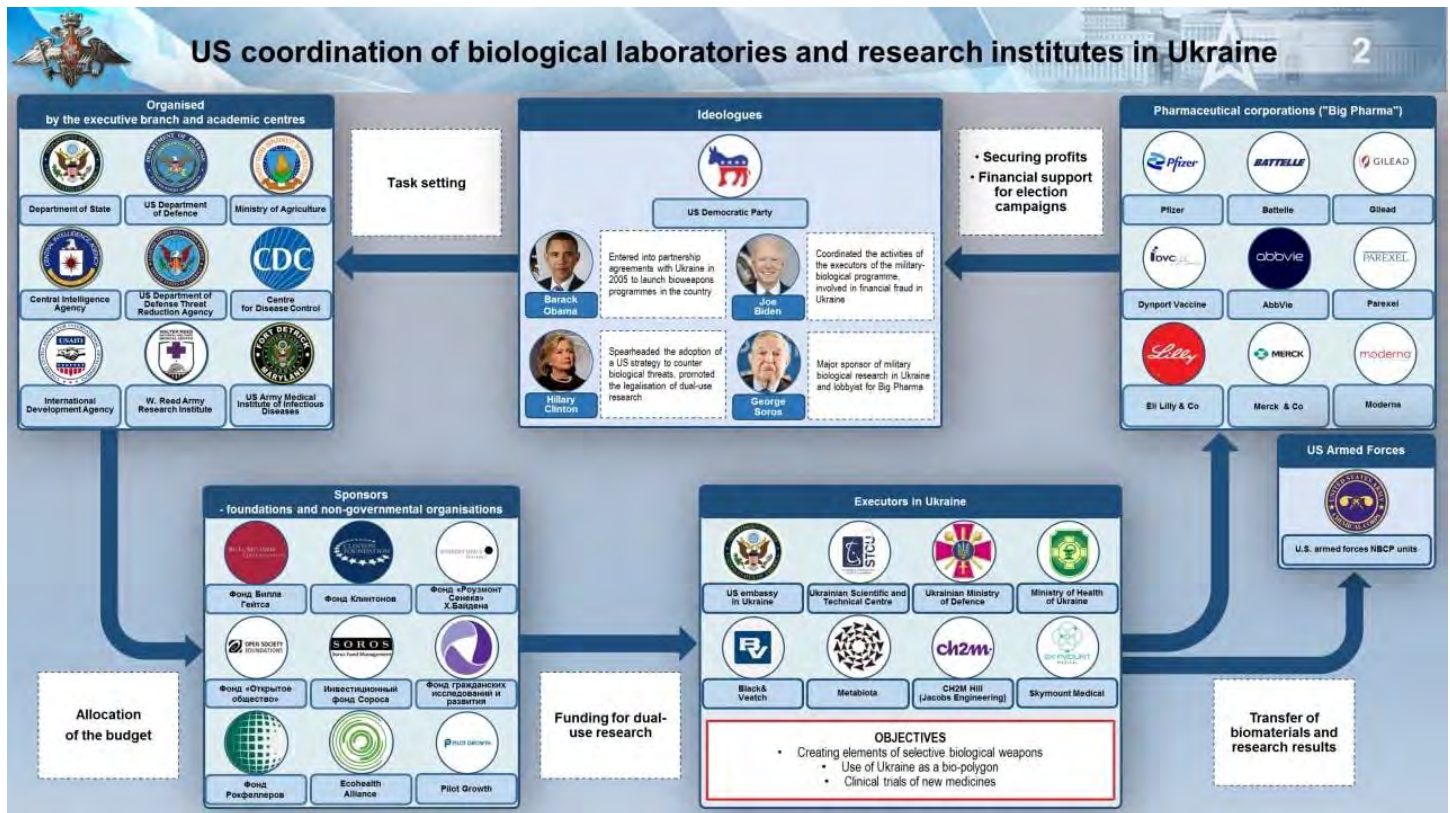 US coordination of biological laboratories and research institutes in Ukraine
2
Organised
by the executive branch and academic centres
Department of State
US Department
of Defence
Ministry of Agriculture
CDC
Central Intelligence
Agency
US Department of
Defense Threat
Reduction Agency
Centre
for Disease Control
USAID
FORT DETRICK
MARYLAND
International
Development Agency
W. Reed Army
Research Institute
US Army Medical
Institute of Infectious
Diseases
Task setting
Ideologues
US Democratic Party
Barack
Obama
Entered into partnership
agreements with Ukraine in
2005 to launch bioweapons
programmes in the country
Joe
Biden
Coordinated the activities of
the executors of the military-
biological programme,
involved in financial fraud in
Ukraine
Hillary
Clinton
Spearheaded the adoption of
a US strategy to counter
biological threats, promoted
the legalisation of dual-use
research
George
Soros
Major sponsor of military
biological research in Ukraine
and lobbyist for Big Pharma
• Securing profits
• Financial support
for election
campaigns
Pharmaceutical corporations ("Big Pharma")
Pfizer
BATTELLE
GILEAD
Pfizer
Battelle
Gilead
abbvie
PAREXEL
Dynport Vaccine
AbbVie
Parexel
Lilly
MERCK
moderna
Eli Lilly & Co
Merck & Co
Moderna
US Armed Forces
U.S. armed forces NBCP units
Sponsors
- foundations and non-governmental organisations
CLINTON
FOUNDATION
Фонд Билла
Гейтса
Фонд Клинтонов
Фонд «Роузмонт
Сенека»
Х.Байдена
OPEN SOCIETY
FOUNDATIONS
SOROS
Soros Fund Management
Фонд «Открытое
общество»
Инвестиционный
фонд Сороса
Фонд гражданских
исследований и
развития
PILOT GROWTH
Фонд
Рокфеллеров
Ecohealth
Alliance
Pilot Growth
Allocation
of the budget
Funding for dual-
use research
Executors in Ukraine
STCU
US embassy
in Ukraine
Ukrainian Scientific and
Technical Centre
Ukrainian Ministry
of Defence
Ministry of Health
of Ukraine
BV
ch2m
Black&
Veetch
Metabiota
CH2M Hill
(Jacobs Engineering)
Skymount Medical
OBJECTIVES
• Creating elements of selective biological weapons
• Use of Ukraine as a bio-polygon
• Clinical trials of new medicines
Transfer of
biomaterials and
research results